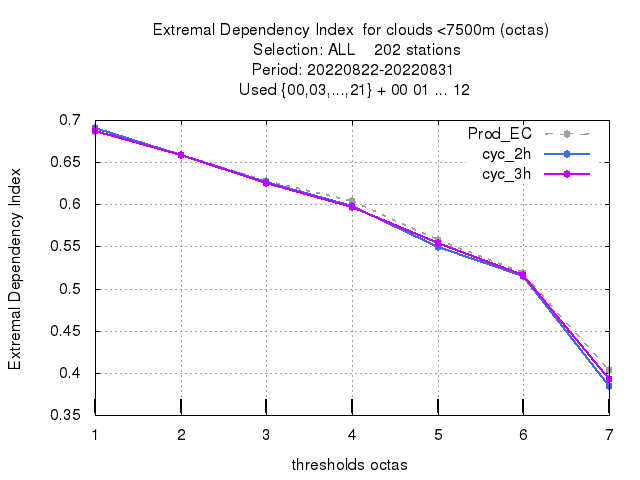 Extremal Dependency Index  for clouds <7500m (octas)
Selection: ALL    202 stations
Period: 20220822-20220831
Used {00,03,...,21} + 00 01 ... 12
0.7
0.65
0.6
0.55
0.5
0.45
0.4
0.35
Extremal Dependency Index
Prod_EC
cyc_2h
cyc_3h
1 2 3 4 5 6 7
thresholds octas